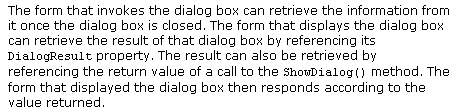 The form that invokes the dialog box can retrieve the information from
it once the dialog box is closed. The form that displays the dialog box
can retrieve the result of that dialog box by referencing its
DialogResult property. The result can also be retrieved by
referencing the return value of a call to the ShowDialog() method. The
form that displayed the dialog box then responds according to the
value returned.